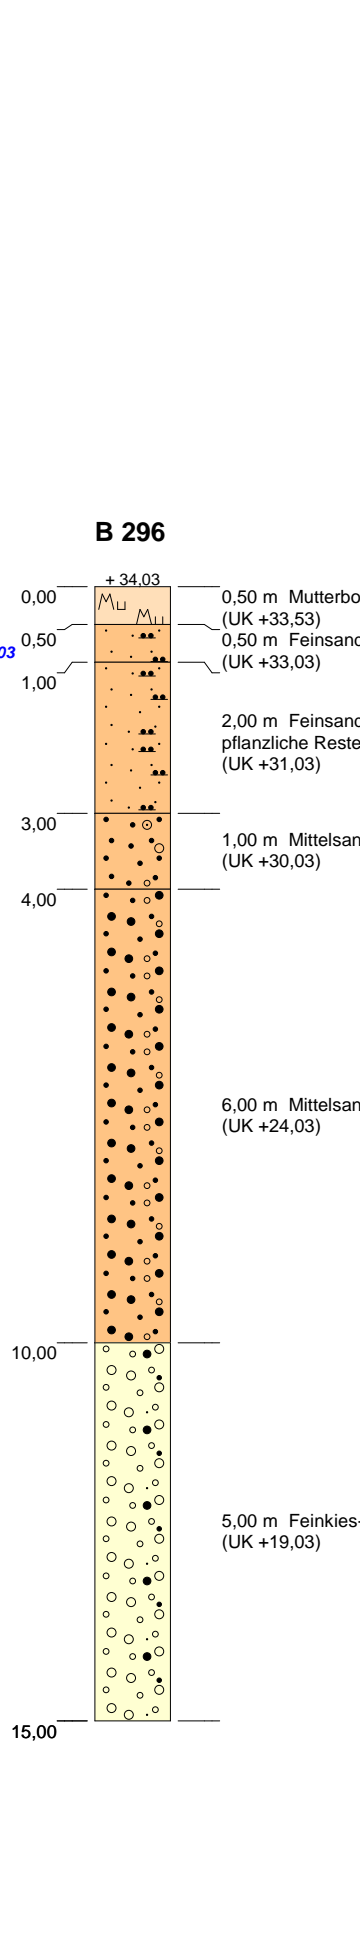 B 296
+ 34,03
0,00
0,50 m Mutterbo
(UK +33,53)
0,50
0,50 m Feinsand
03
(UK +33,03)
1,00
2,00 m Feinsand
pflanzliche Reste
(UK +31,03)
3,00
1,00 m Mittelsan
(UK +30,03)
4,00
6,00 m Mittelsan
(UK +24,03)
10,00
5,00 m Feinkies-
(UK +19,03)
15,00